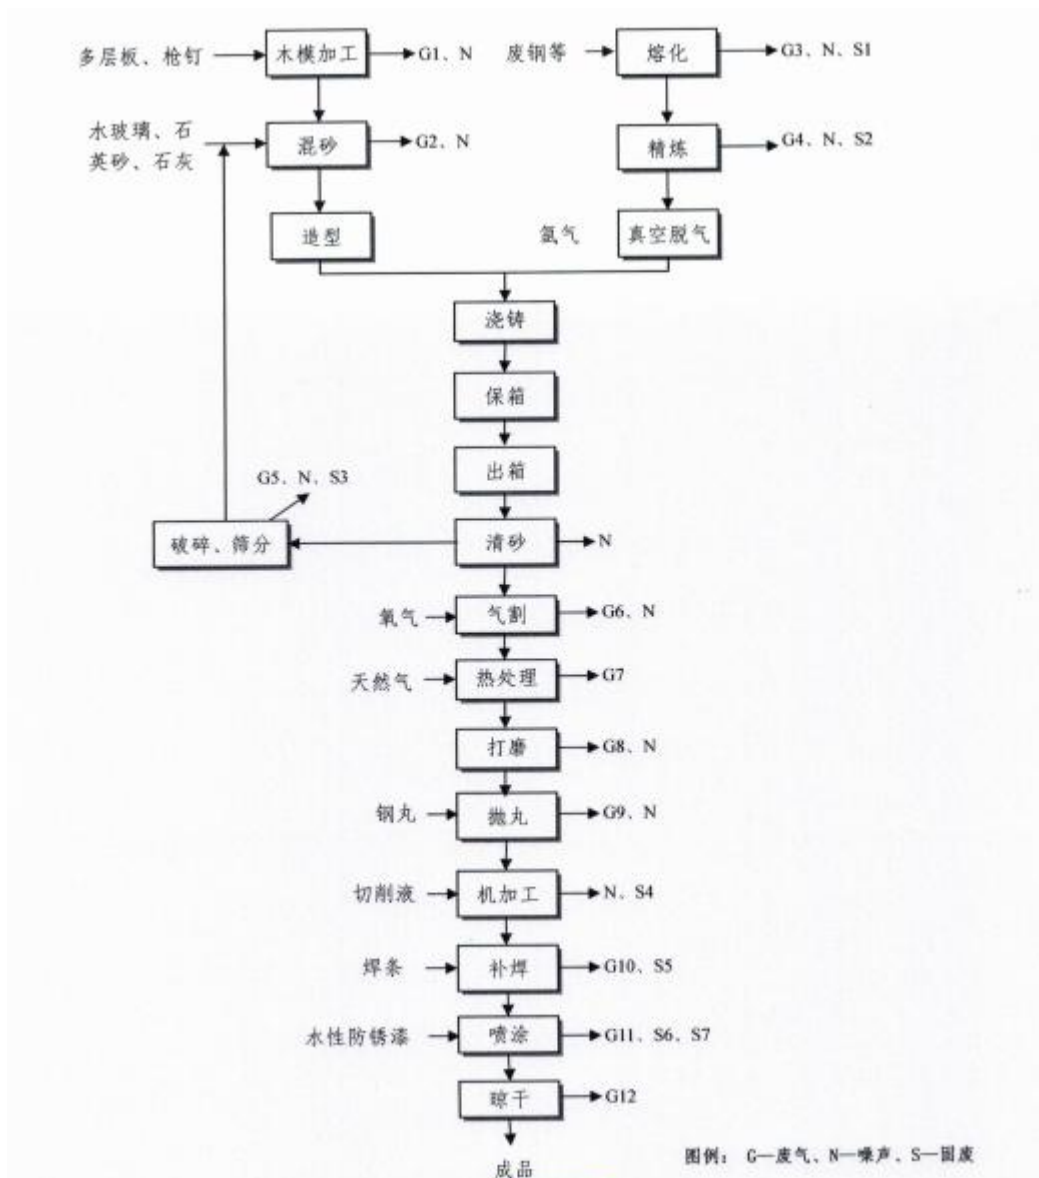 多层板、枪钉
木模加工
G1、N
废钢等
熔化
G3、N、S1
水玻璃、石
英砂、石灰
混砂
G2、N
精炼
G4、N、S2
造型
氩气
真空脱气
浇铸
保箱
出箱
G5、N、S3
破碎、筛分
清砂
N
氧气
气割
G6、N
天然气
热处理
G7
打磨
G8、N
钢丸
抛丸
G9、N
切削液
机加工
N、S4
焊条
补焊
G10、S5
水性防锈漆
喷涂
G11、S6、S7
晾干
G12
成品
图例： G—废气、N—噪声、S—固废